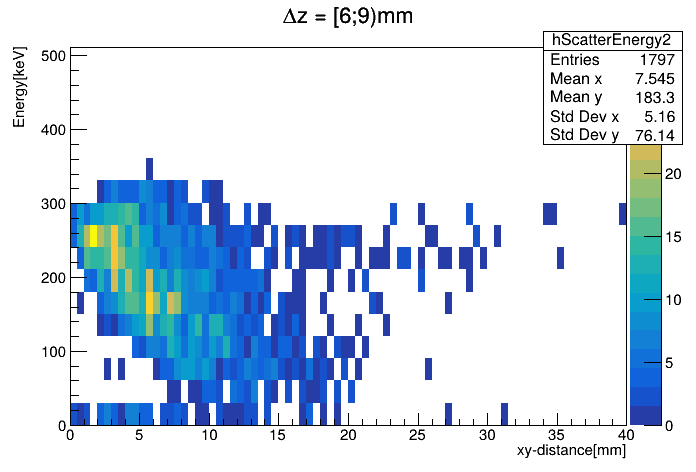 Δz = [6;9)mm
hScatterEnergy2
Entries 1797
Mean x 7.545
Mean y 183.3
Std Dev x 5.16
Std Dev y 76.14
Energy[keV]
500
400
300
200
100
0
20
15
10
5
0
0 5 10 15 20 25 30 35 40
xy-distance[mm]